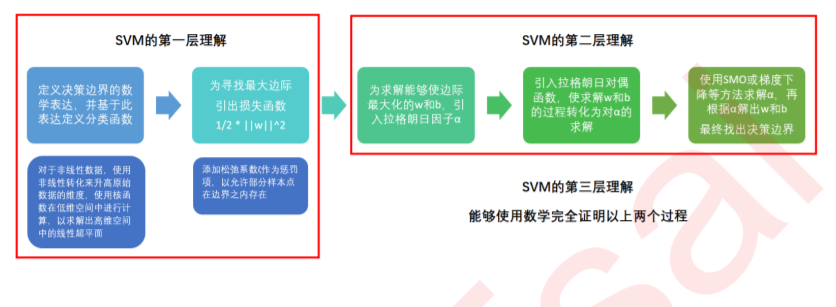 SVM的第一层理解
定义决策边界的数
学表达，并基于此
表达定义分类函数
为寻找最大边际
引出损失函数
1/2 * ||w||^2
对于非线性数据，使用
非线性转化来升高原始
数据的维度，使用核函
数在低维空间中进行计
算，以求解出高维空间
中的线性超平面
添加松弛系数ζ作为惩罚
项，以允许部分样本点
在边界之内存在
SVM的第二层理解
为求解能够使边际
最大化的w和b，引
入拉格朗日因子α
引入拉格朗日对偶
函数，使求解w和b
的过程转化为对α的
求解
使用SMO或梯度下
降等方法求解α，再
根据α解出w和b
最终找出决策边界
SVM的第三层理解
能够使用数学完全证明以上两个过程